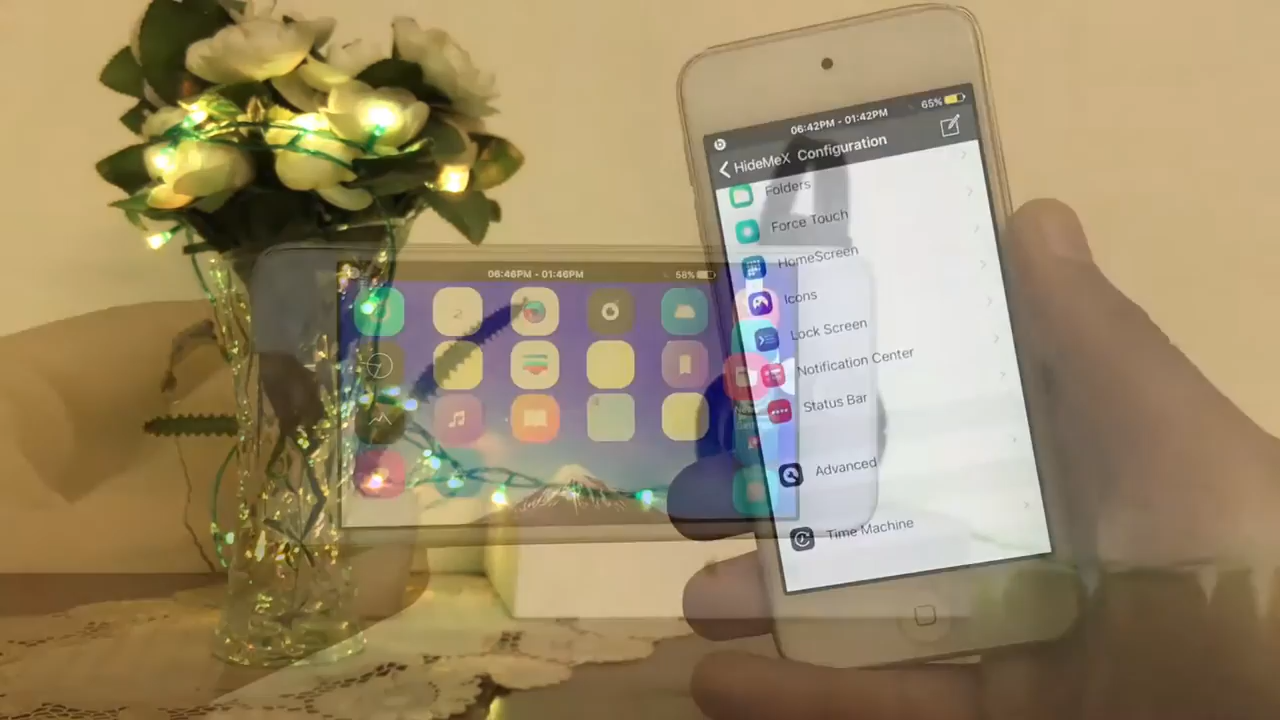 06:42PM - 01:42PM 65%
HideMeX Configuration
Folders
Force Touch
HomeScreen
Icons
Lock Screen
Notification Center
Status Bar
Advanced
Time Machine
06:46PM - 01:46PM 58%